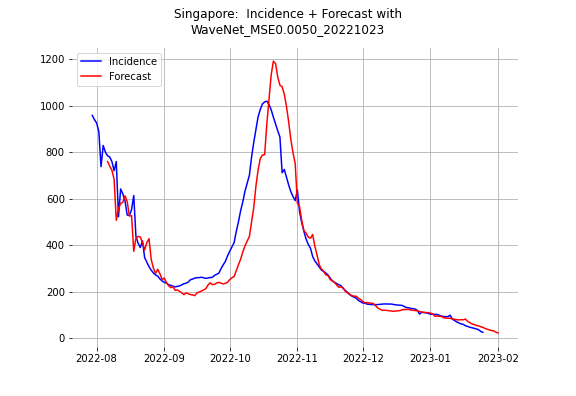 Singapore:  Incidence + Forecast with
WaveNet_MSE0.0050_20221023
Incidence
Forecast
1200
1000
800
600
400
200
0
2022-08 2022-09 2022-10 2022-11 2022-12 2023-01 2023-02